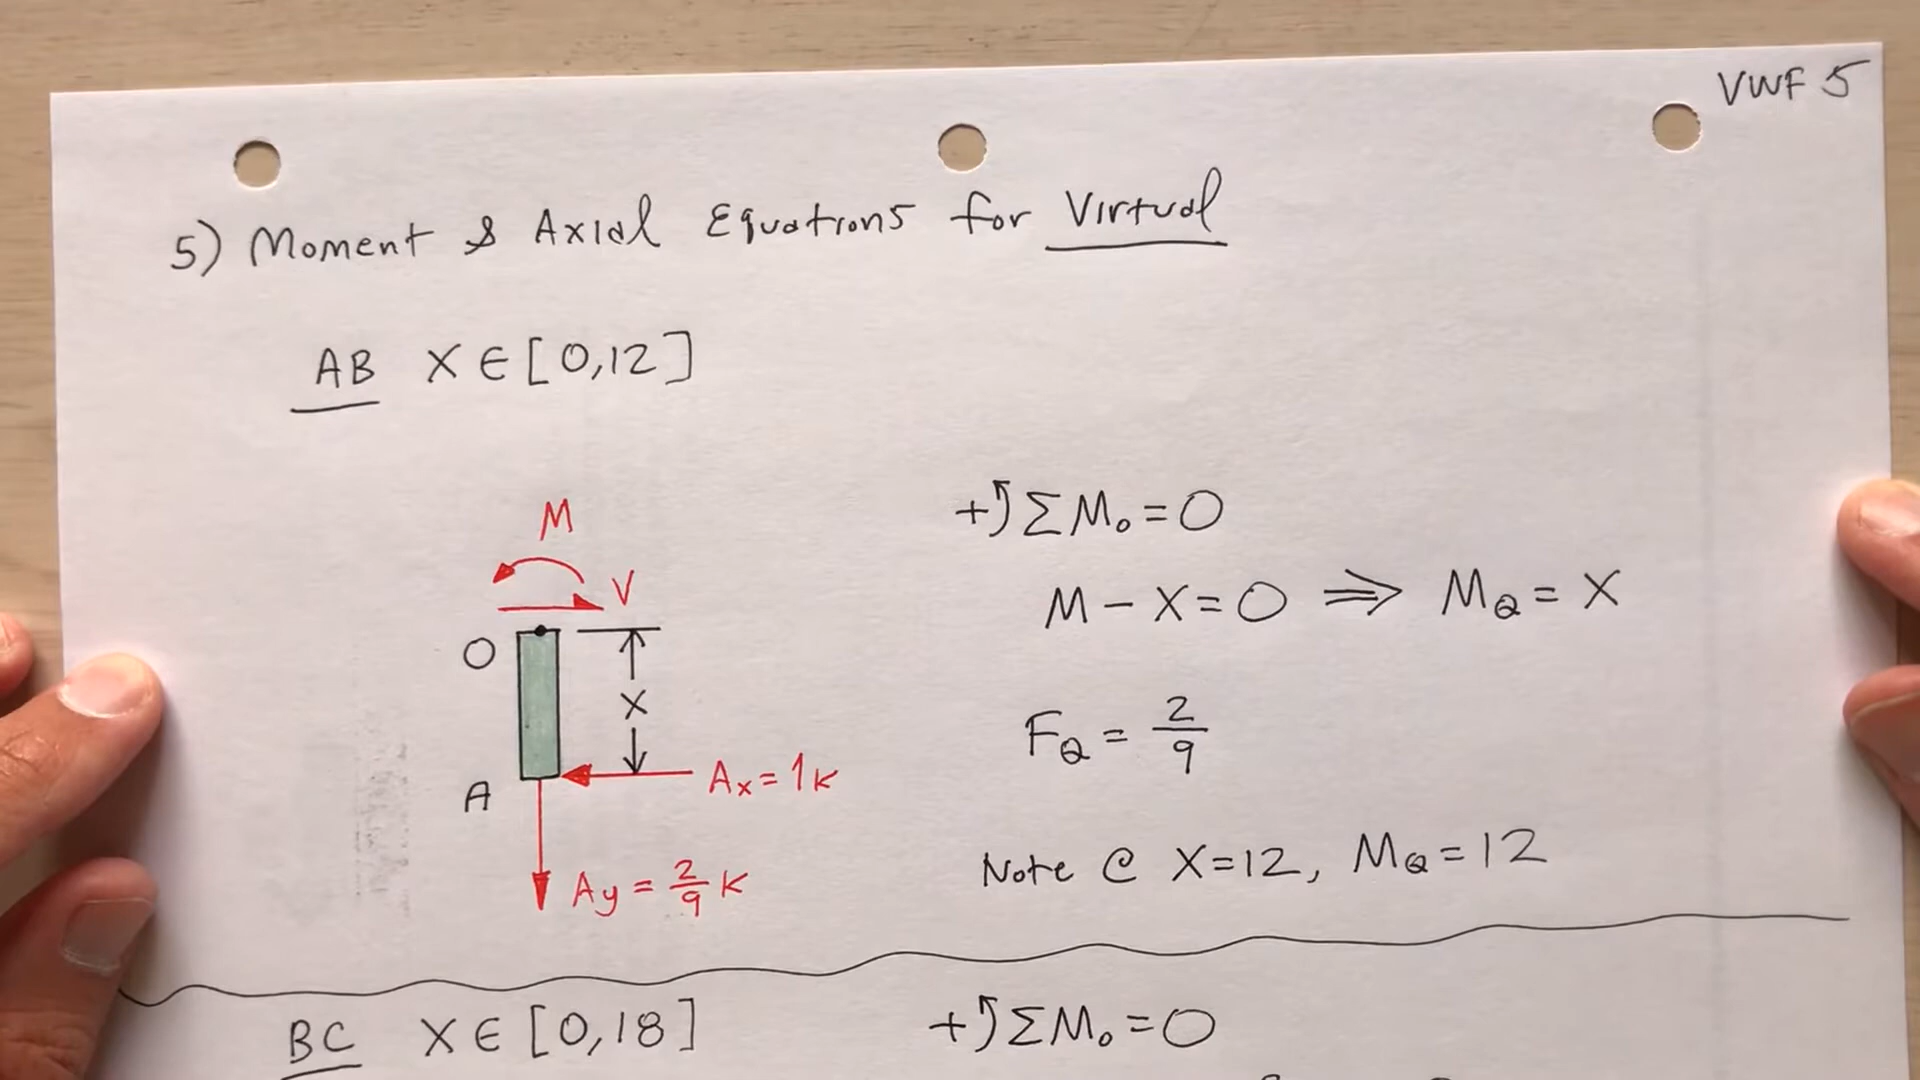 VWF 5
5) Moment & Axial Equations for Virtual
AB X ∈ [0,12]
M
V
O
X
A
Ax = 1k
Ay = 2/9 k
+↺ ΣMo = 0
M - X = 0 ⇒ MQ = X
FQ = 2/9
Note @ X=12, MQ = 12
BC X ∈ [0,18]
+↺ ΣMo = 0